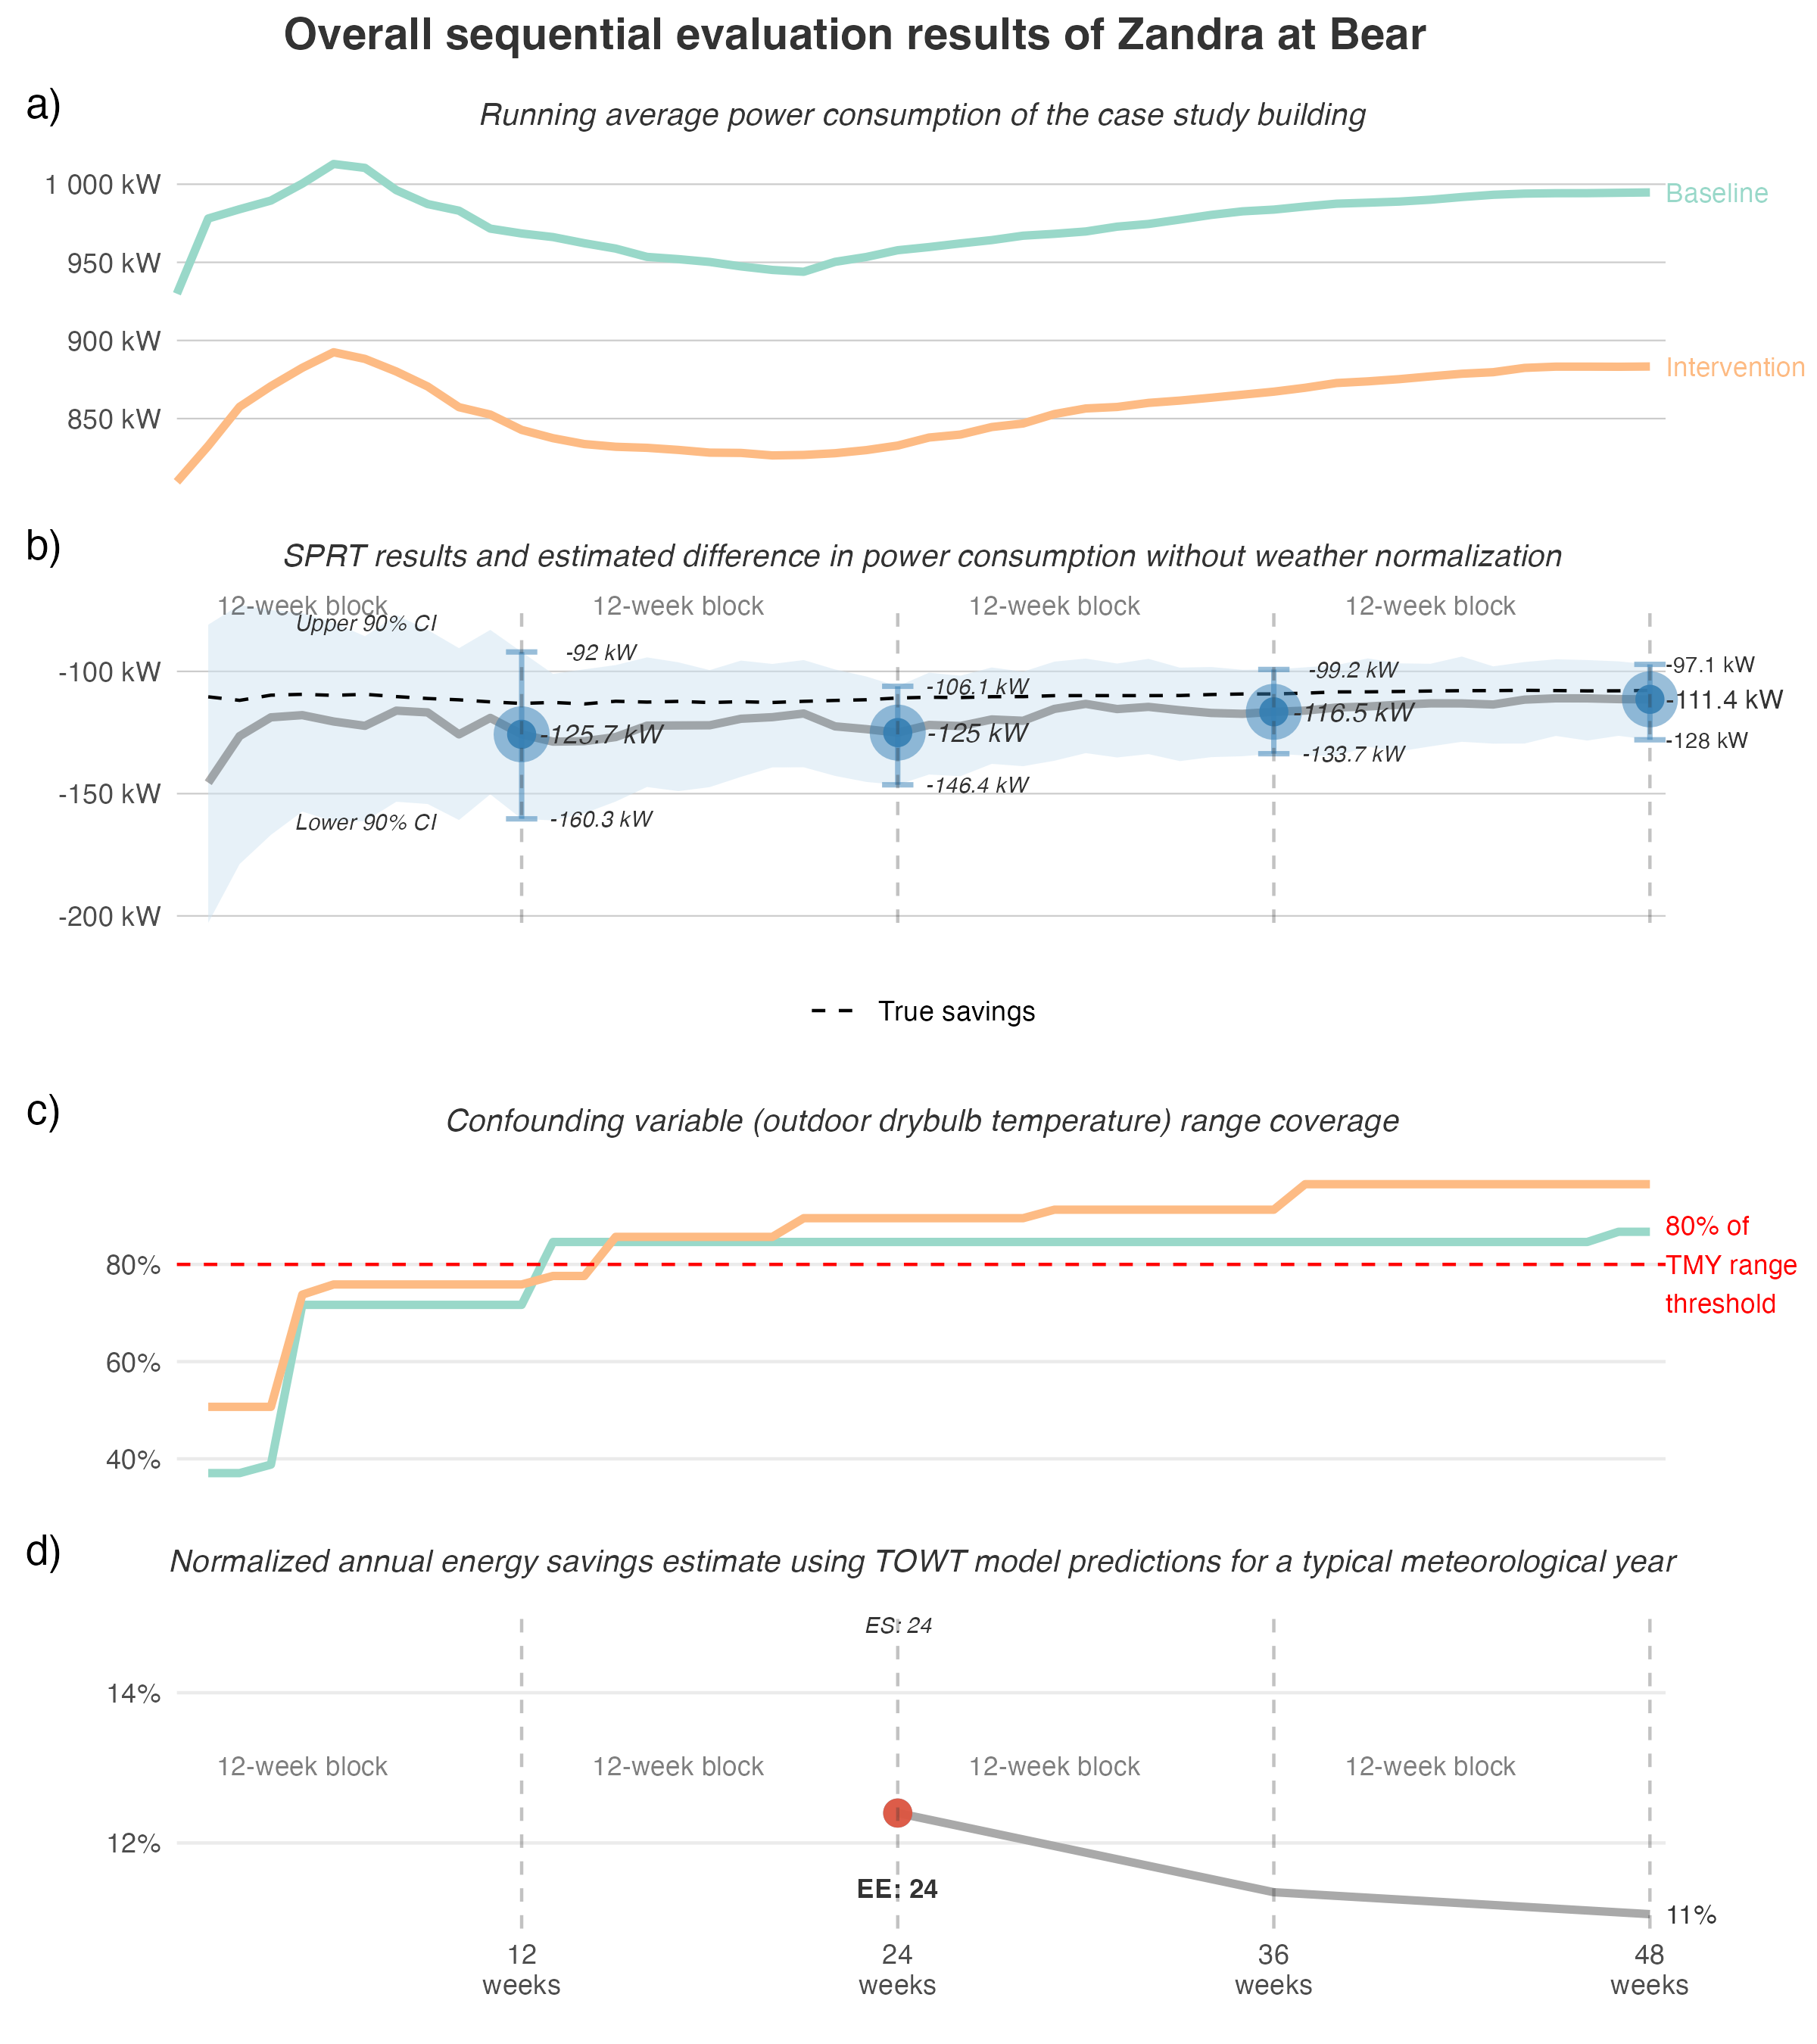 Overall sequential evaluation results of Zandra at Bear
a)
Running average power consumption of the case study building
1 000 kW
Baseline
950 kW
900 kW
Intervention
850 kW
b)
SPRT results and estimated difference in power consumption without weather normalization
12-week block 12-week block 12-week block 12-week block
Upper 90% CI
-92 kW
-100 kW
-99.2 kW
-97.1 kW
-106.1 kW
-111.4 kW
-116.5 kW
-125.7 kW
-125 kW
-128 kW
-133.7 kW
-146.4 kW
-150 kW
Lower 90% CI
-160.3 kW
-200 kW
True savings
c)
Confounding variable (outdoor drybulb temperature) range coverage
80% of
TMY range
threshold
80%
60%
40%
d)
Normalized annual energy savings estimate using TOWT model predictions for a typical meteorological year
ES: 24
14%
12-week block 12-week block 12-week block 12-week block
12%
EE: 24
11%
12 24 36 48
weeks weeks weeks weeks